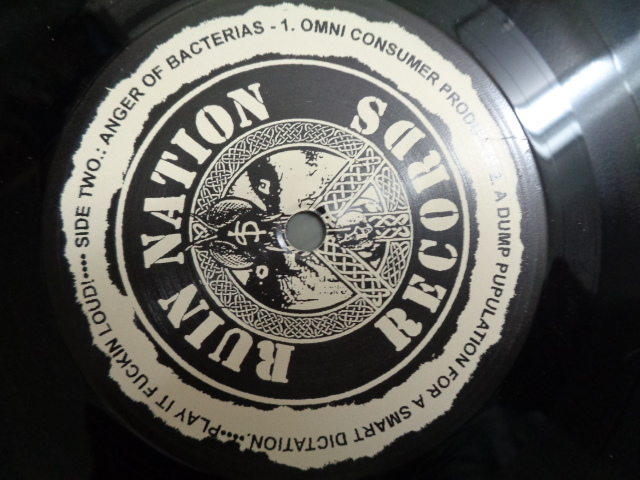 SIDE TWO.: ANGER OF BACTERIAS - 1. OMNI CONSUMER PRODUCTS 2. A DUMP PUPULATION FOR A SMART DICTATION.....PLAY IT FUCKIN LOUD!••••
RUIN NATION RECORDS